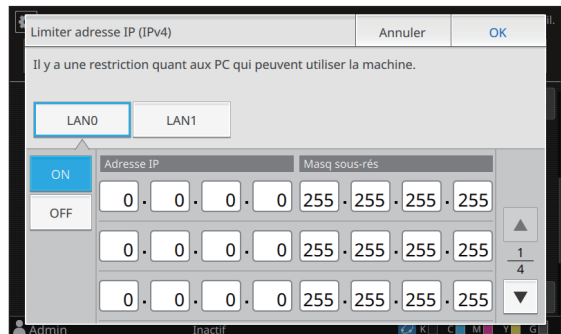 Limiter adresse IP (IPv4) Annuler OK
Il y a une restriction quant aux PC qui peuvent utiliser la machine.
LAN0 LAN1
Adresse IP Masq sous-rés
ON
0 . 0 . 0 . 0 255 . 255 . 255 . 255
OFF
0 . 0 . 0 . 0 255 . 255 . 255 . 255
1
4
0 . 0 . 0 . 0 255 . 255 . 255 . 255
Admin Inactif K C M Y G